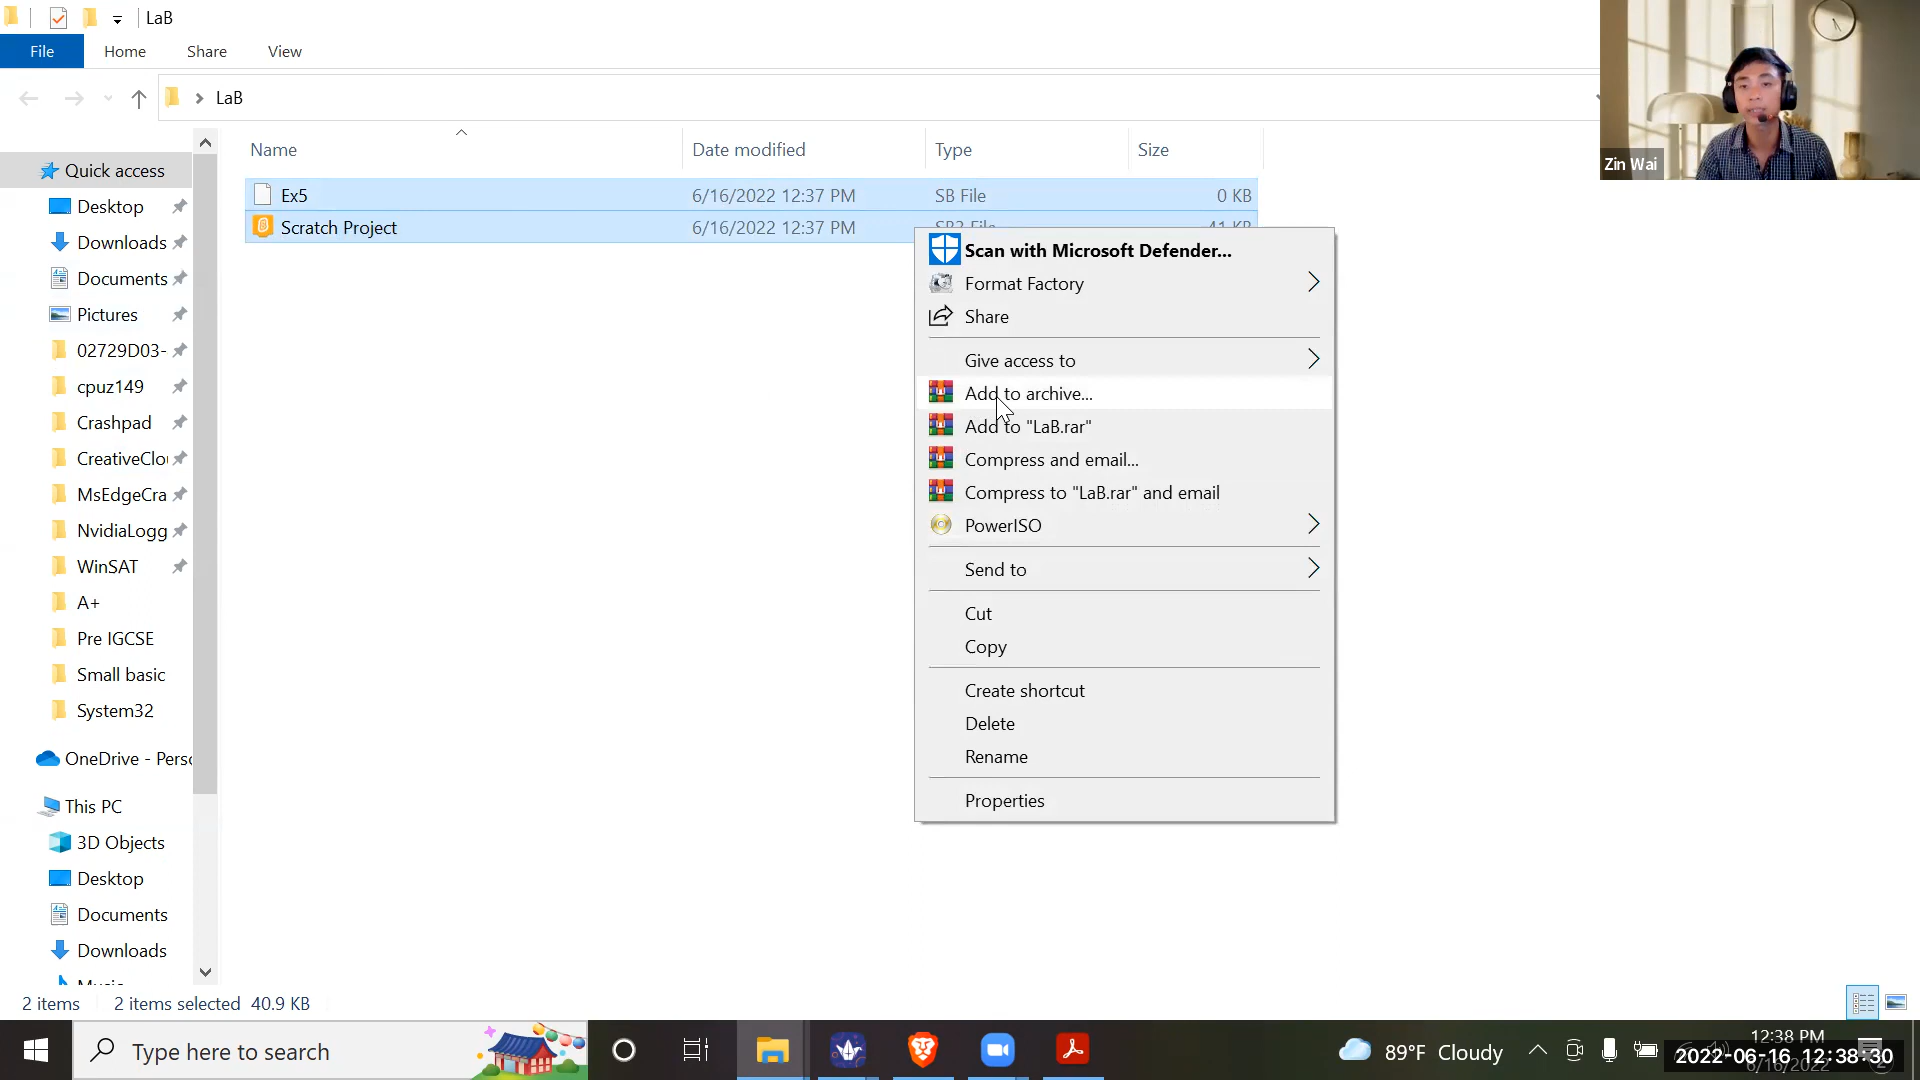 LaB
File Home Share View
LaB
Name Date modified Type Size
Ex5 6/16/2022 12:37 PM SB File 0 KB
Scratch Project 6/16/2022 12:37 PM
Zin Wai
Quick access
Desktop
Downloads
Documents
Pictures
02729D03-
cpuz149
Crashpad
CreativeClo
MsEdgeCra
NvidiaLogg
WinSAT
A+
Pre IGCSE
Small basic
System32
OneDrive - Pers
This PC
3D Objects
Desktop
Documents
Downloads
Scan with Microsoft Defender...
Format Factory
Share
Give access to
Add to archive...
Add to "LaB.rar"
Compress and email...
Compress to "LaB.rar" and email
PowerISO
Send to
Cut
Copy
Create shortcut
Delete
Rename
Properties
2 items 2 items selected 40.9 KB
Type here to search
89°F Cloudy
12:38 PM
2022-06-16 12:38:30